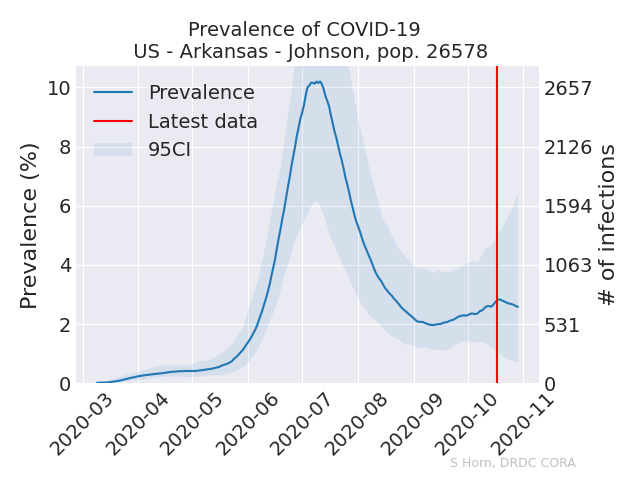 Prevalence of COVID-19
US - Arkansas - Johnson, pop. 26578
Prevalence
Latest data
95CI
Prevalence (%)
10
8
6
4
2
0
2657
2126
1594
1063
531
0
# of infections
2020-03
2020-04
2020-05
2020-06
2020-07
2020-08
2020-09
2020-10
2020-11
S Horn, DRDC CORA